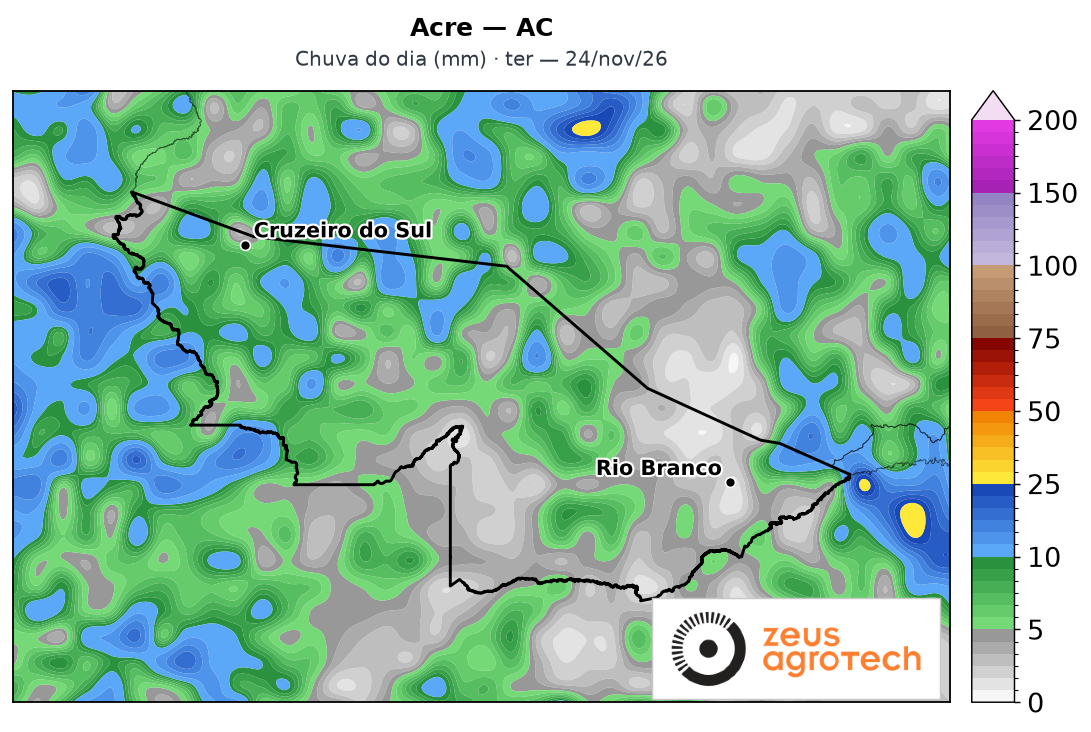 Acre — AC
Chuva do dia (mm) · ter — 24/nov/26
Cruzeiro do Sul
Rio Branco
200
150
100
75
50
25
10
5
0
zeus
agrotech